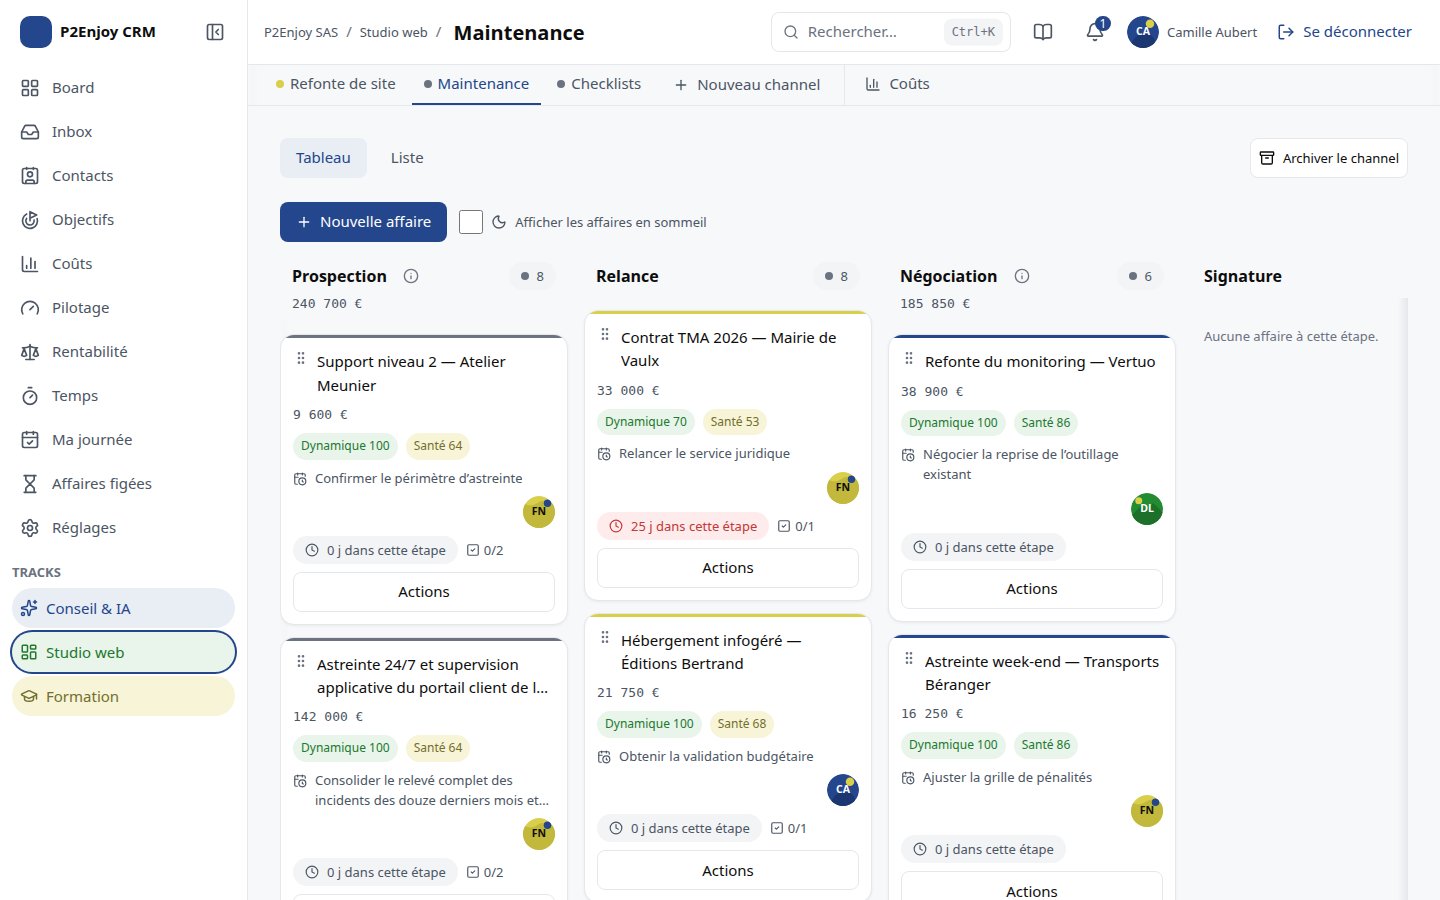 P2Enjoy CRM
Board
Inbox
Contacts
Objectifs
Coûts
Pilotage
Rentabilité
Temps
Ma journée
Affaires figées
Réglages
TRACKS
Conseil & IA
Studio web
Formation
P2Enjoy SAS / Studio web / Maintenance
Rechercher... Ctrl+K
1
CA Camille Aubert
Se déconnecter
Refonte de site
Maintenance
Checklists
Nouveau channel
Coûts
Tableau
Liste
Archiver le channel
Nouvelle affaire
Afficher les affaires en sommeil
Prospection 8
240 700 €
Support niveau 2 — Atelier
Meunier
9 600 €
Dynamique 100 Santé 64
Confirmer le périmètre d'astreinte
FN
0 j dans cette étape 0/2
Actions
Astreinte 24/7 et supervision
applicative du portail client de l...
142 000 €
Dynamique 100 Santé 64
Consolider le relevé complet des
incidents des douze derniers mois et...
FN
0 j dans cette étape 0/2
Relance 8
Contrat TMA 2026 — Mairie de
Vaulx
33 000 €
Dynamique 70 Santé 53
Relancer le service juridique
FN
25 j dans cette étape 0/1
Actions
Hébergement infogéré —
Éditions Bertrand
21 750 €
Dynamique 100 Santé 68
Obtenir la validation budgétaire
CA
0 j dans cette étape 0/1
Actions
Négociation 6
185 850 €
Refonte du monitoring — Vertuo
38 900 €
Dynamique 100 Santé 86
Négocier la reprise de l'outillage
existant
DL
0 j dans cette étape
Actions
Astreinte week-end — Transports
Béranger
16 250 €
Dynamique 100 Santé 86
Ajuster la grille de pénalités
FN
0 j dans cette étape
Actions
Signature
Aucune affaire à cette étape.